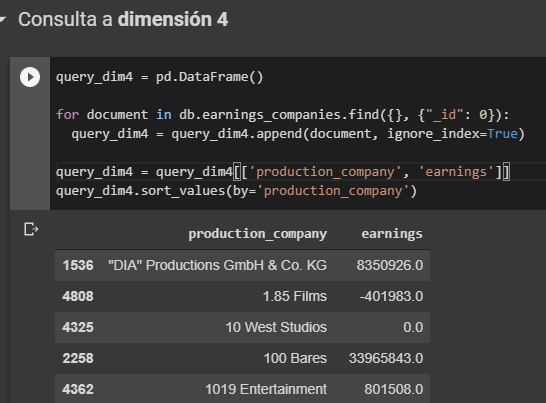 Consulta a dimensión 4
query_dim4 = pd.DataFrame()
for document in db.earnings_companies.find({}, {"_id": 0}):
  query_dim4 = query_dim4.append(document, ignore_index=True)
query_dim4 = query_dim4[['production_company', 'earnings']]
query_dim4.sort_values(by='production_company')
production_company earnings
1536 "DIA" Productions GmbH & Co. KG 8350926.0
4808 1.85 Films -401983.0
4325 10 West Studios 0.0
2258 100 Bares 33965843.0
4362 1019 Entertainment 801508.0